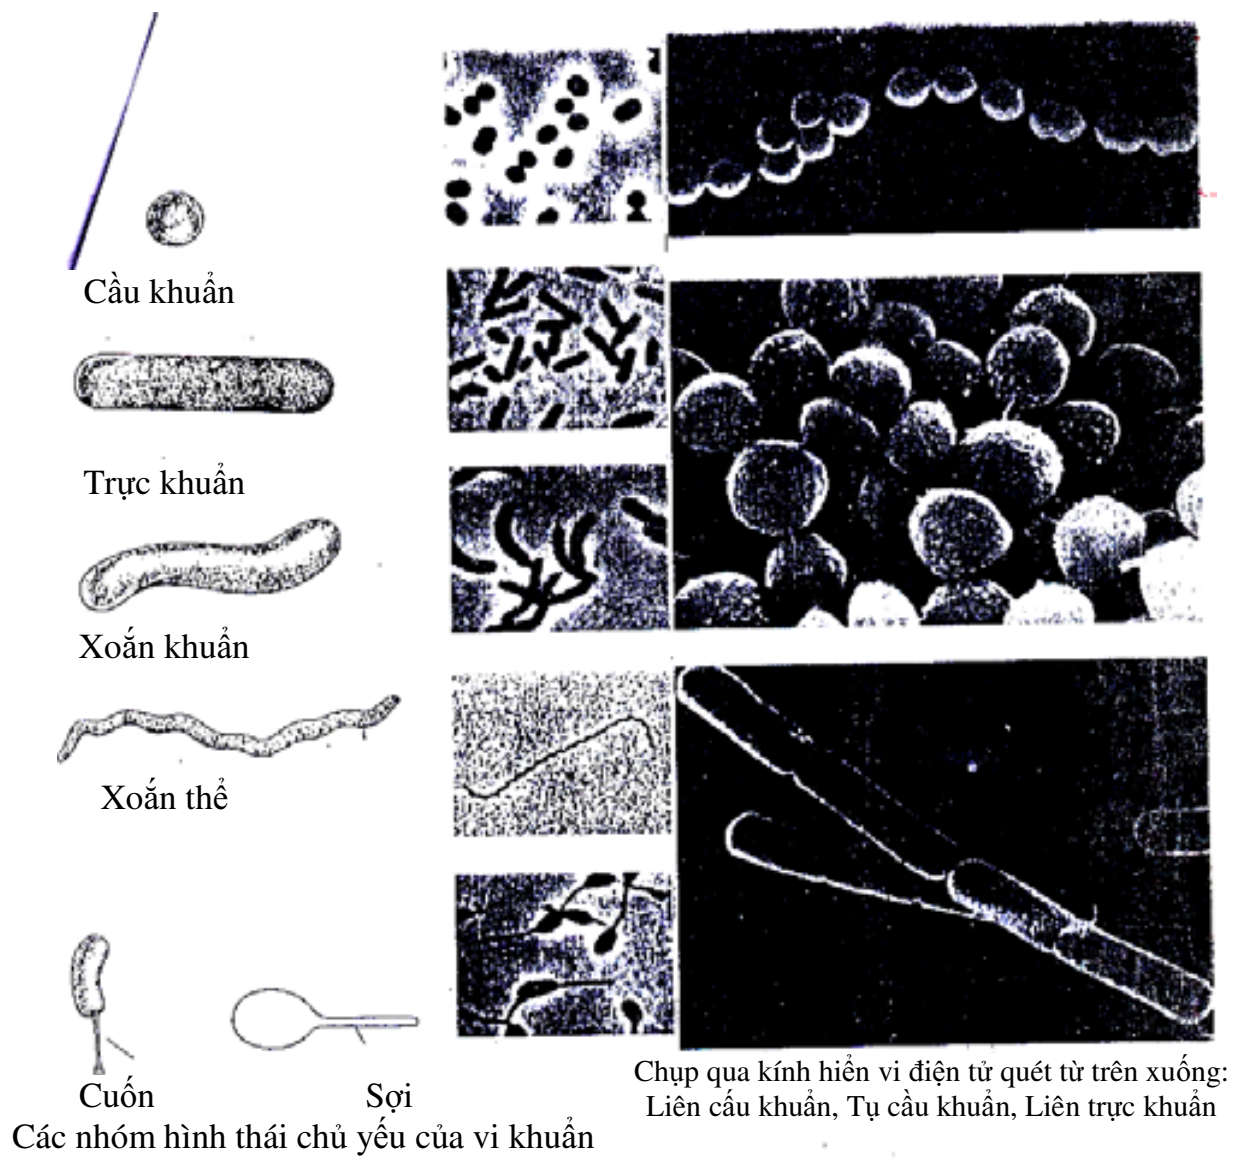 Cầu khuẩn
Trực khuẩn
Xoắn khuẩn
Xoắn thể
Cuốn
Sợi
Các nhóm hình thái chủ yếu của vi khuẩn
Chụp qua kính hiển vi điện tử quét từ trên xuống:
Liên cấu khuẩn, Tụ cầu khuẩn, Liên trực khuẩn